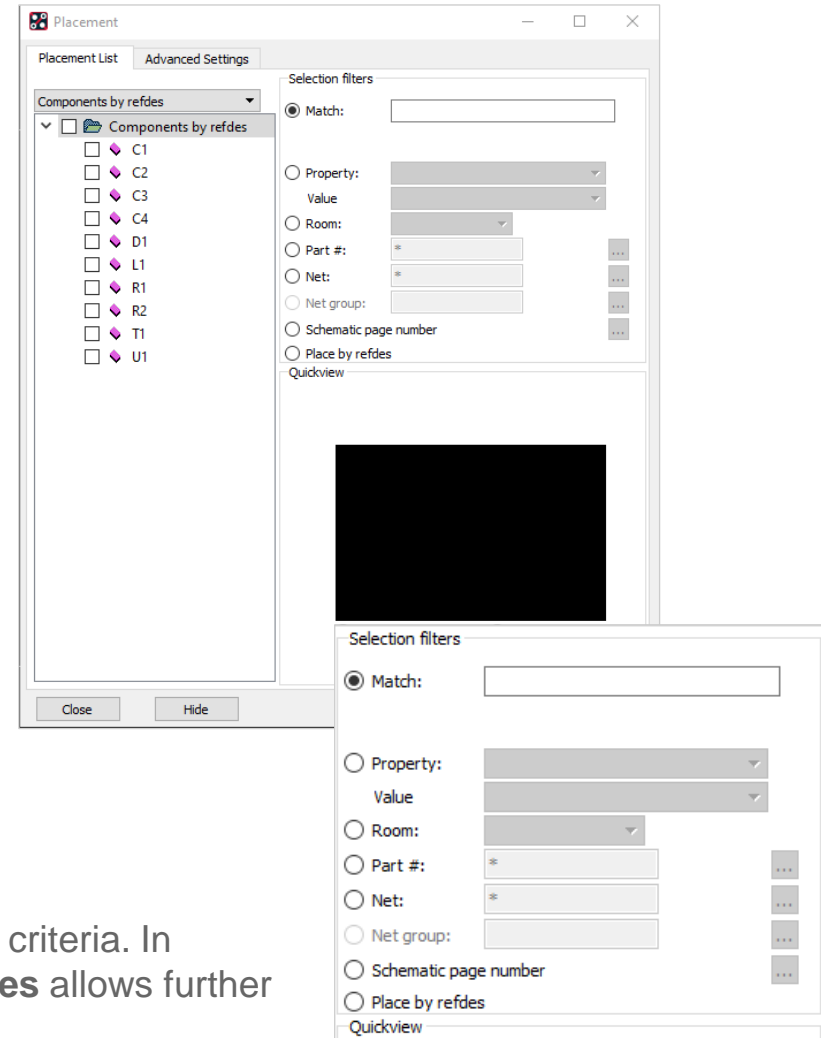 Placement
Placement List Advanced Settings
Components by refdes
Components by refdes
C1
C2
C3
C4
D1
L1
R1
R2
T1
U1
Selection filters
Match:
Property:
Value
Room:
Part #: * ...
Net: * ...
Net group: ...
Schematic page number ...
Place by refdes
Quickview
Close Hide
Selection filters
Match:
Property:
Value
Room:
Part #: * ...
Net: * ...
Net group: ...
Schematic page number ...
Place by refdes
Quickview
criteria. In
es allows further